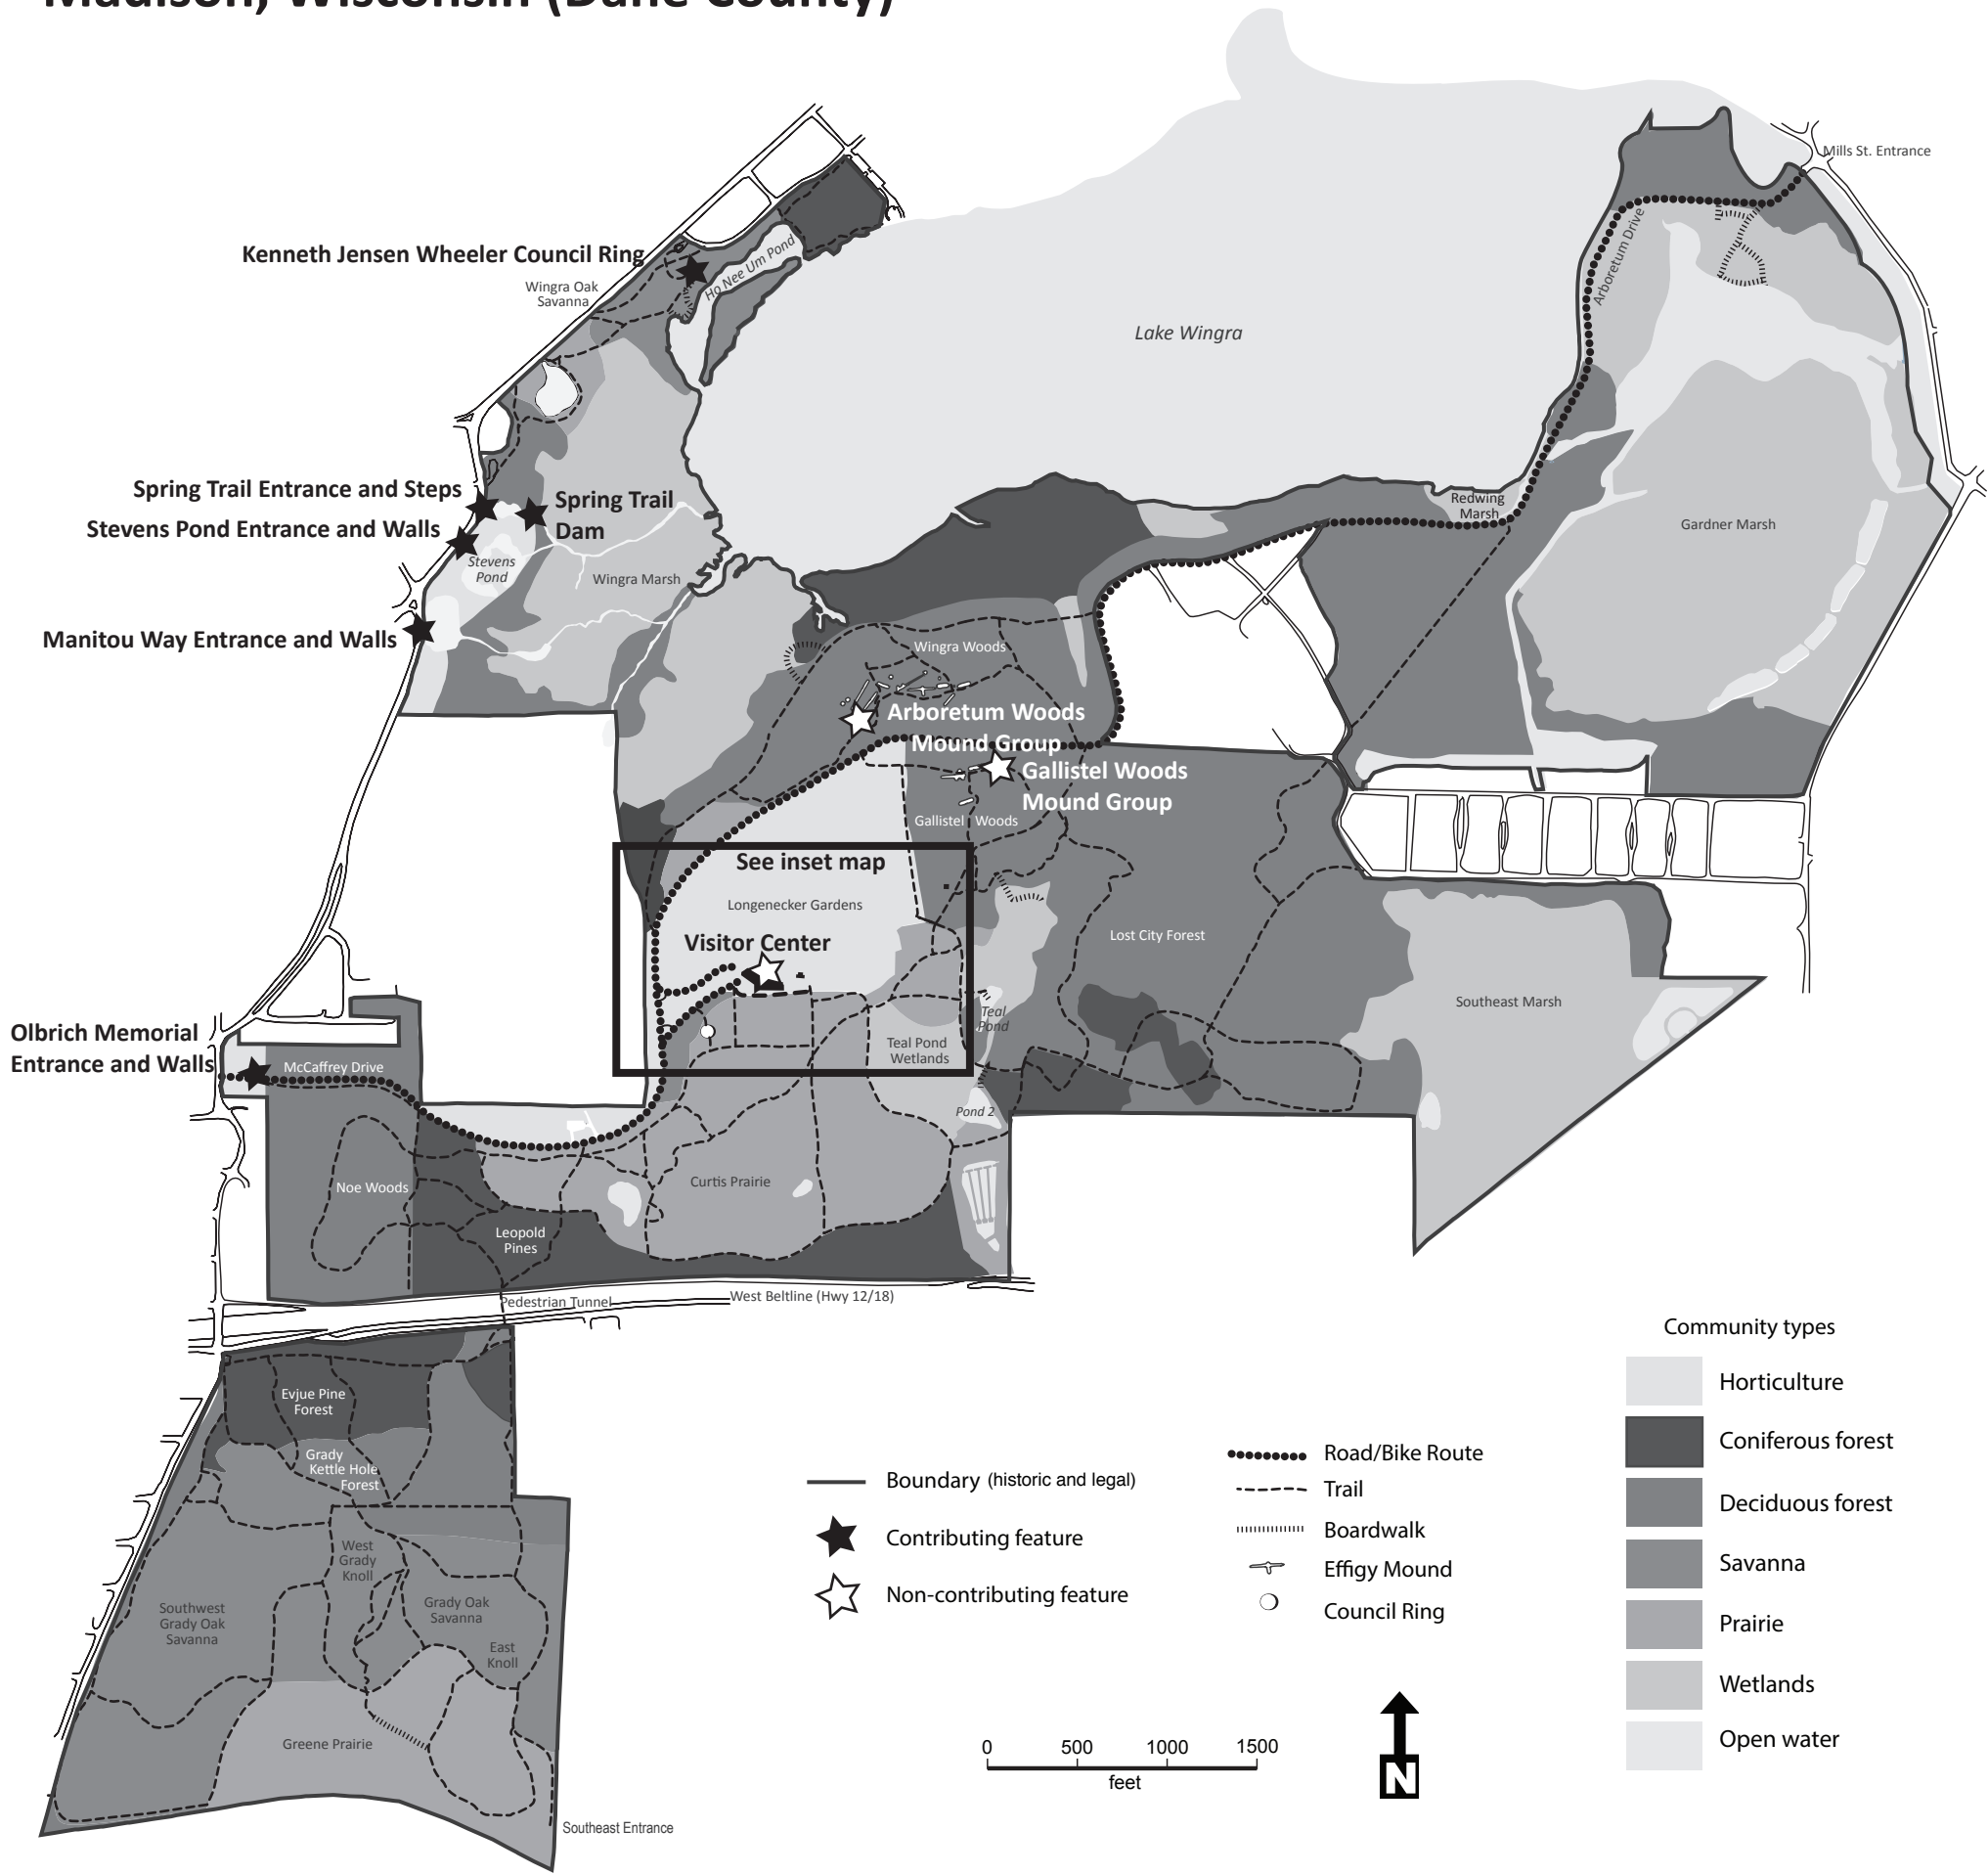 Madison, Wisconsin (Dane County)
Mills St. Entrance
Kenneth Jensen Wheeler Council Ring
Wingra Oak
Savanna
Ho Nee Um Pond
Arboretum Drive
Lake Wingra
Spring Trail Entrance and Steps
Stevens Pond Entrance and Walls
Spring Trail
Dam
Redwing
Marsh
Gardner Marsh
Stevens
Pond
Wingra Marsh
Manitou Way Entrance and Walls
Wingra Woods
Arboretum Woods
Mound Group
Gallistel Woods
Mound Group
Gallistel Woods
See inset map
Longenecker Gardens
Visitor Center
Lost City Forest
Southeast Marsh
Teal
Pond
Teal Pond
Wetlands
Olbrich Memorial
Entrance and Walls
McCaffrey Drive
Pond 2
Noe Woods
Curtis Prairie
Leopold
Pines
Pedestrian Tunnel
West Beltline (Hwy 12/18)
Evjue Pine
Forest
Grady
Kettle Hole
Forest
West
Grady
Knoll
Southwest
Grady Oak
Savanna
Grady Oak
Savanna
East
Knoll
Greene Prairie
Southeast Entrance
Boundary (historic and legal)
Contributing feature
Non-contributing feature
Road/Bike Route
Trail
Boardwalk
Effigy Mound
Council Ring
0 500 1000 1500
feet
N
Community types
Horticulture
Coniferous forest
Deciduous forest
Savanna
Prairie
Wetlands
Open water